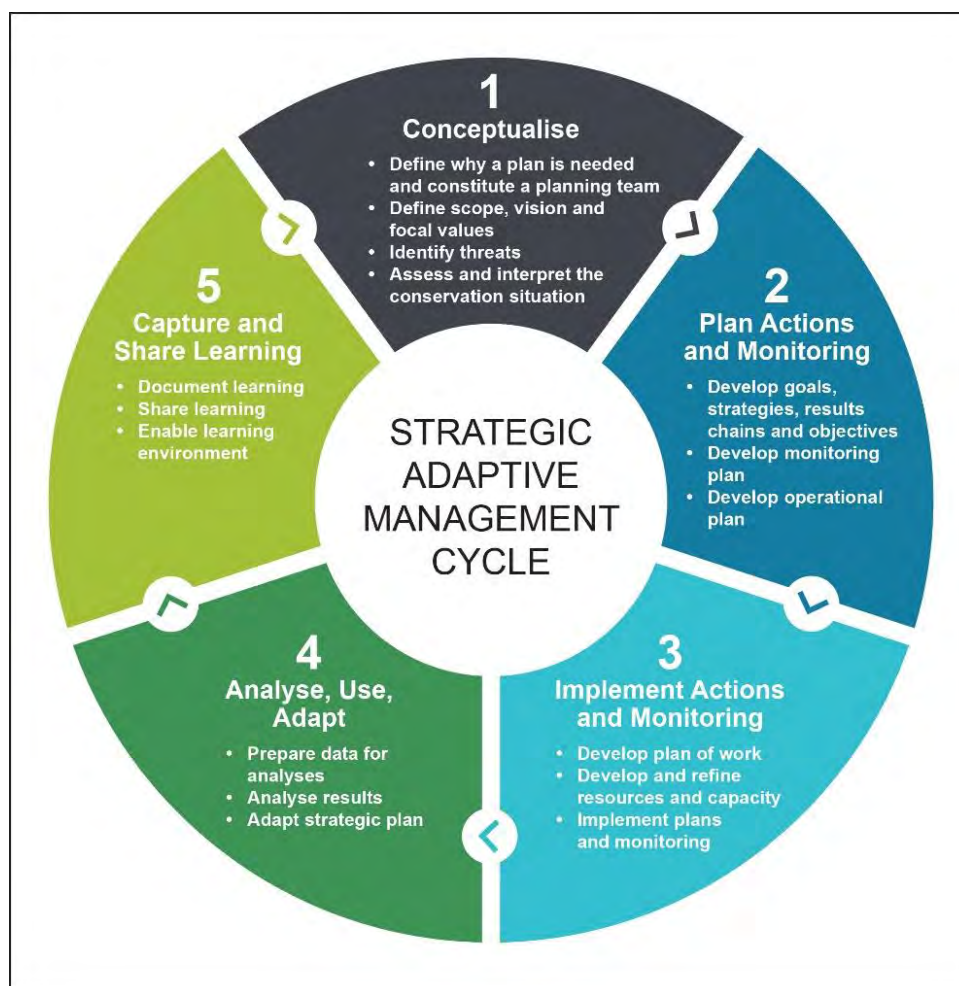 1
Conceptualise
• Define why a plan is needed
and constitute a planning team
• Define scope, vision and
focal values
• Identify threats
• Assess and interpret the
conservation situation
2
Plan Actions
and Monitoring
• Develop goals,
strategies, results
chains and objectives
• Develop monitoring
plan
• Develop operational
plan
3
Implement Actions
and Monitoring
• Develop plan of work
• Develop and refine
resources and capacity
• Implement plans
and monitoring
4
Analyse, Use,
Adapt
• Prepare data for
analyses
• Analyse results
• Adapt strategic plan
5
Capture and
Share Learning
• Document learning
• Share learning
• Enable learning
environment
STRATEGIC
ADAPTIVE
MANAGEMENT
CYCLE